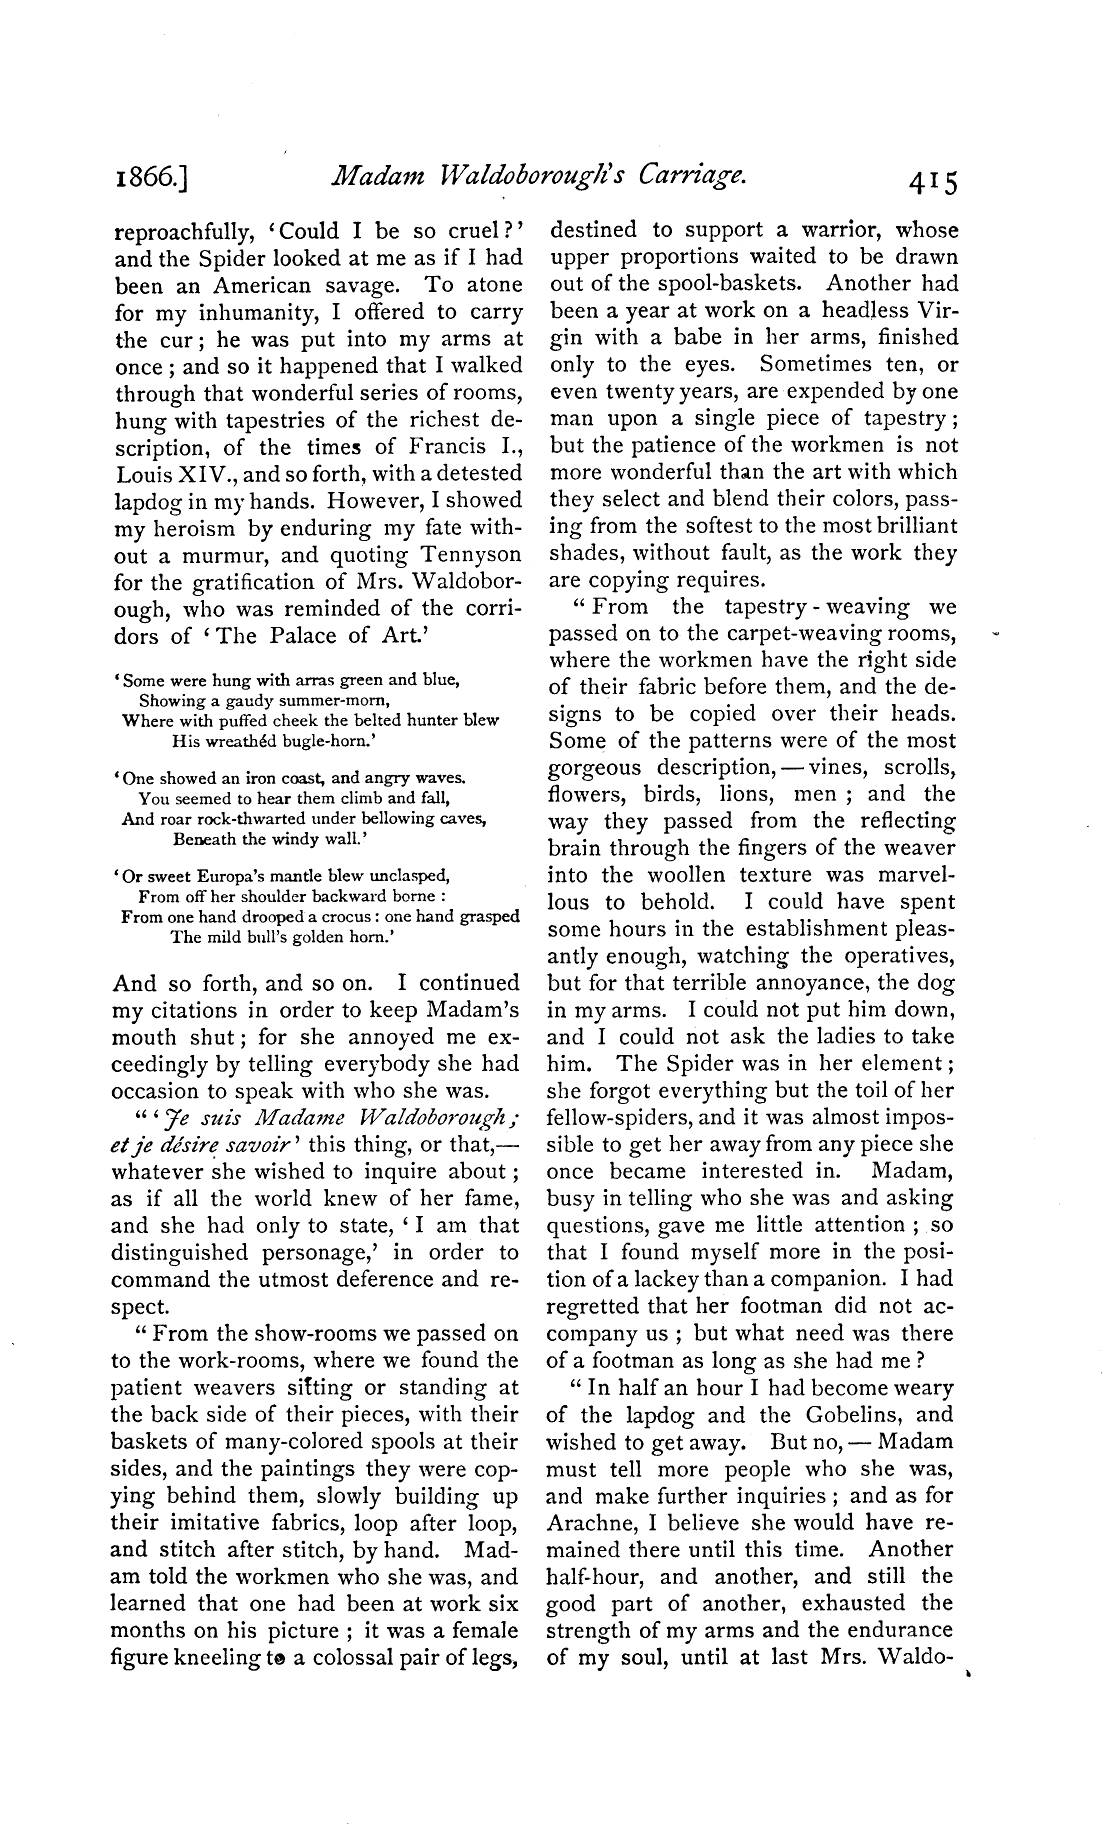 1866.] Madam Waldoborough's Carriage. 415
reproachfully, ‘Could I be so cruel?’
and the Spider looked at me as if I had
been an American savage. To atone
for my inhumanity, I offered to carry
the cur; he was put into my arms at
once; and so it happened that I walked
through that wonderful series of rooms,
hung with tapestries of the richest de-
scription, of the times of Francis I.,
Louis XIV., and so forth, with a detested
lapdog in my hands. However, I showed
my heroism by enduring my fate with-
out a murmur, and quoting Tennyson
for the gratification of Mrs. Waldobor-
ough, who was reminded of the corri-
dors of ‘The Palace of Art.’
‘Some were hung with arras green and blue,
Showing a gaudy summer-morn,
Where with puffed cheek the belted hunter blew
His wreathéd bugle-horn.’
‘One showed an iron coast, and angry waves.
You seemed to hear them climb and fall,
And roar rock-thwarted under bellowing caves,
Beneath the windy wall.’
‘Or sweet Europa's mantle blew unclasped,
From off her shoulder backward borne:
From one hand drooped a crocus: one hand grasped
The mild bull's golden horn.’
And so forth, and so on. I continued
my citations in order to keep Madam's
mouth shut; for she annoyed me ex-
ceedingly by telling everybody she had
occasion to speak with who she was.
“‘Je suis Madame Waldoborough;
et je désire savoir’ this thing, or that,—
whatever she wished to inquire about;
as if all the world knew of her fame,
and she had only to state, ‘I am that
distinguished personage,’ in order to
command the utmost deference and re-
spect.
“From the show-rooms we passed on
to the work-rooms, where we found the
patient weavers sitting or standing at
the back side of their pieces, with their
baskets of many-colored spools at their
sides, and the paintings they were cop-
ying behind them, slowly building up
their imitative fabrics, loop after loop,
and stitch after stitch, by hand. Mad-
am told the workmen who she was, and
learned that one had been at work six
months on his picture; it was a female
figure kneeling to a colossal pair of legs,
destined to support a warrior, whose
upper proportions waited to be drawn
out of the spool-baskets. Another had
been a year at work on a headless Vir-
gin with a babe in her arms, finished
only to the eyes. Sometimes ten, or
even twenty years, are expended by one
man upon a single piece of tapestry;
but the patience of the workmen is not
more wonderful than the art with which
they select and blend their colors, pass-
ing from the softest to the most brilliant
shades, without fault, as the work they
are copying requires.
“From the tapestry-weaving we
passed on to the carpet-weaving rooms,
where the workmen have the right side
of their fabric before them, and the de-
signs to be copied over their heads.
Some of the patterns were of the most
gorgeous description,—vines, scrolls,
flowers, birds, lions, men; and the
way they passed from the reflecting
brain through the fingers of the weaver
into the woollen texture was marvel-
lous to behold. I could have spent
some hours in the establishment pleas-
antly enough, watching the operatives,
but for that terrible annoyance, the dog
in my arms. I could not put him down,
and I could not ask the ladies to take
him. The Spider was in her element;
she forgot everything but the toil of her
fellow-spiders, and it was almost impos-
sible to get her away from any piece she
once became interested in. Madam,
busy in telling who she was and asking
questions, gave me little attention; so
that I found myself more in the posi-
tion of a lackey than a companion. I had
regretted that her footman did not ac-
company us; but what need was there
of a footman as long as she had me?
“In half an hour I had become weary
of the lapdog and the Gobelins, and
wished to get away. But no,—Madam
must tell more people who she was,
and make further inquiries; and as for
Arachne, I believe she would have re-
mained there until this time. Another
half-hour, and another, and still the
good part of another, exhausted the
strength of my arms and the endurance
of my soul, until at last Mrs. Waldo-